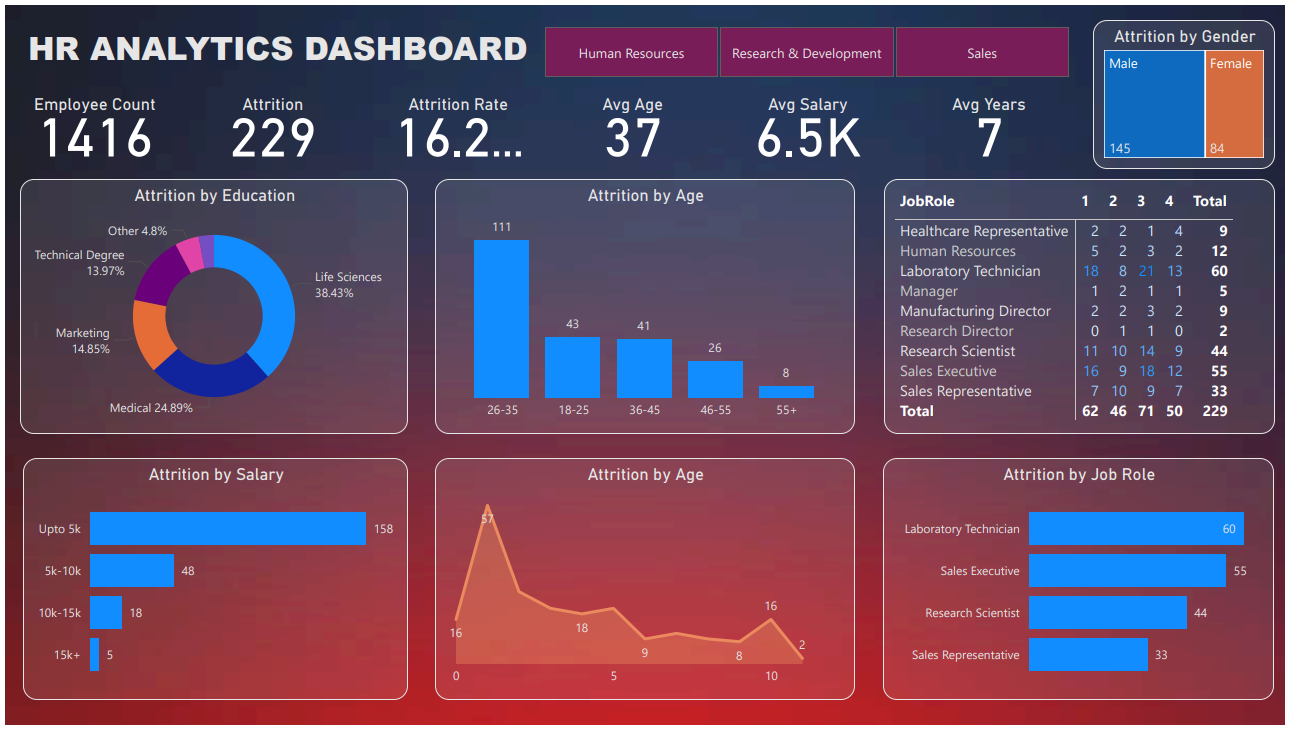 HR ANALYTICS DASHBOARD
Human Resources
Research & Development
Sales
Employee Count
1416
Attrition
229
Attrition Rate
16.2...
Avg Age
37
Avg Salary
6.5K
Avg Years
7
Attrition by Gender
Male
Female
145
84
Attrition by Education
Other 4.8%
Technical Degree
13.97%
Life Sciences
38.43%
Marketing
14.85%
Medical 24.89%
Attrition by Age
111
43
41
26
8
26-35
18-25
36-45
46-55
55+
JobRole 1 2 3 4 Total
Healthcare Representative 2 2 1 4 9
Human Resources 5 2 3 2 12
Laboratory Technician 18 8 21 13 60
Manager 1 2 1 1 5
Manufacturing Director 2 2 3 2 9
Research Director 0 1 1 0 2
Research Scientist 11 10 14 9 44
Sales Executive 16 9 18 12 55
Sales Representative 7 10 9 7 33
Total 62 46 71 50 229
Attrition by Salary
Upto 5k 158
5k-10k 48
10k-15k 18
15k+ 5
Attrition by Age
57
16
18
9
8
16
2
0
5
10
Attrition by Job Role
Laboratory Technician 60
Sales Executive 55
Research Scientist 44
Sales Representative 33